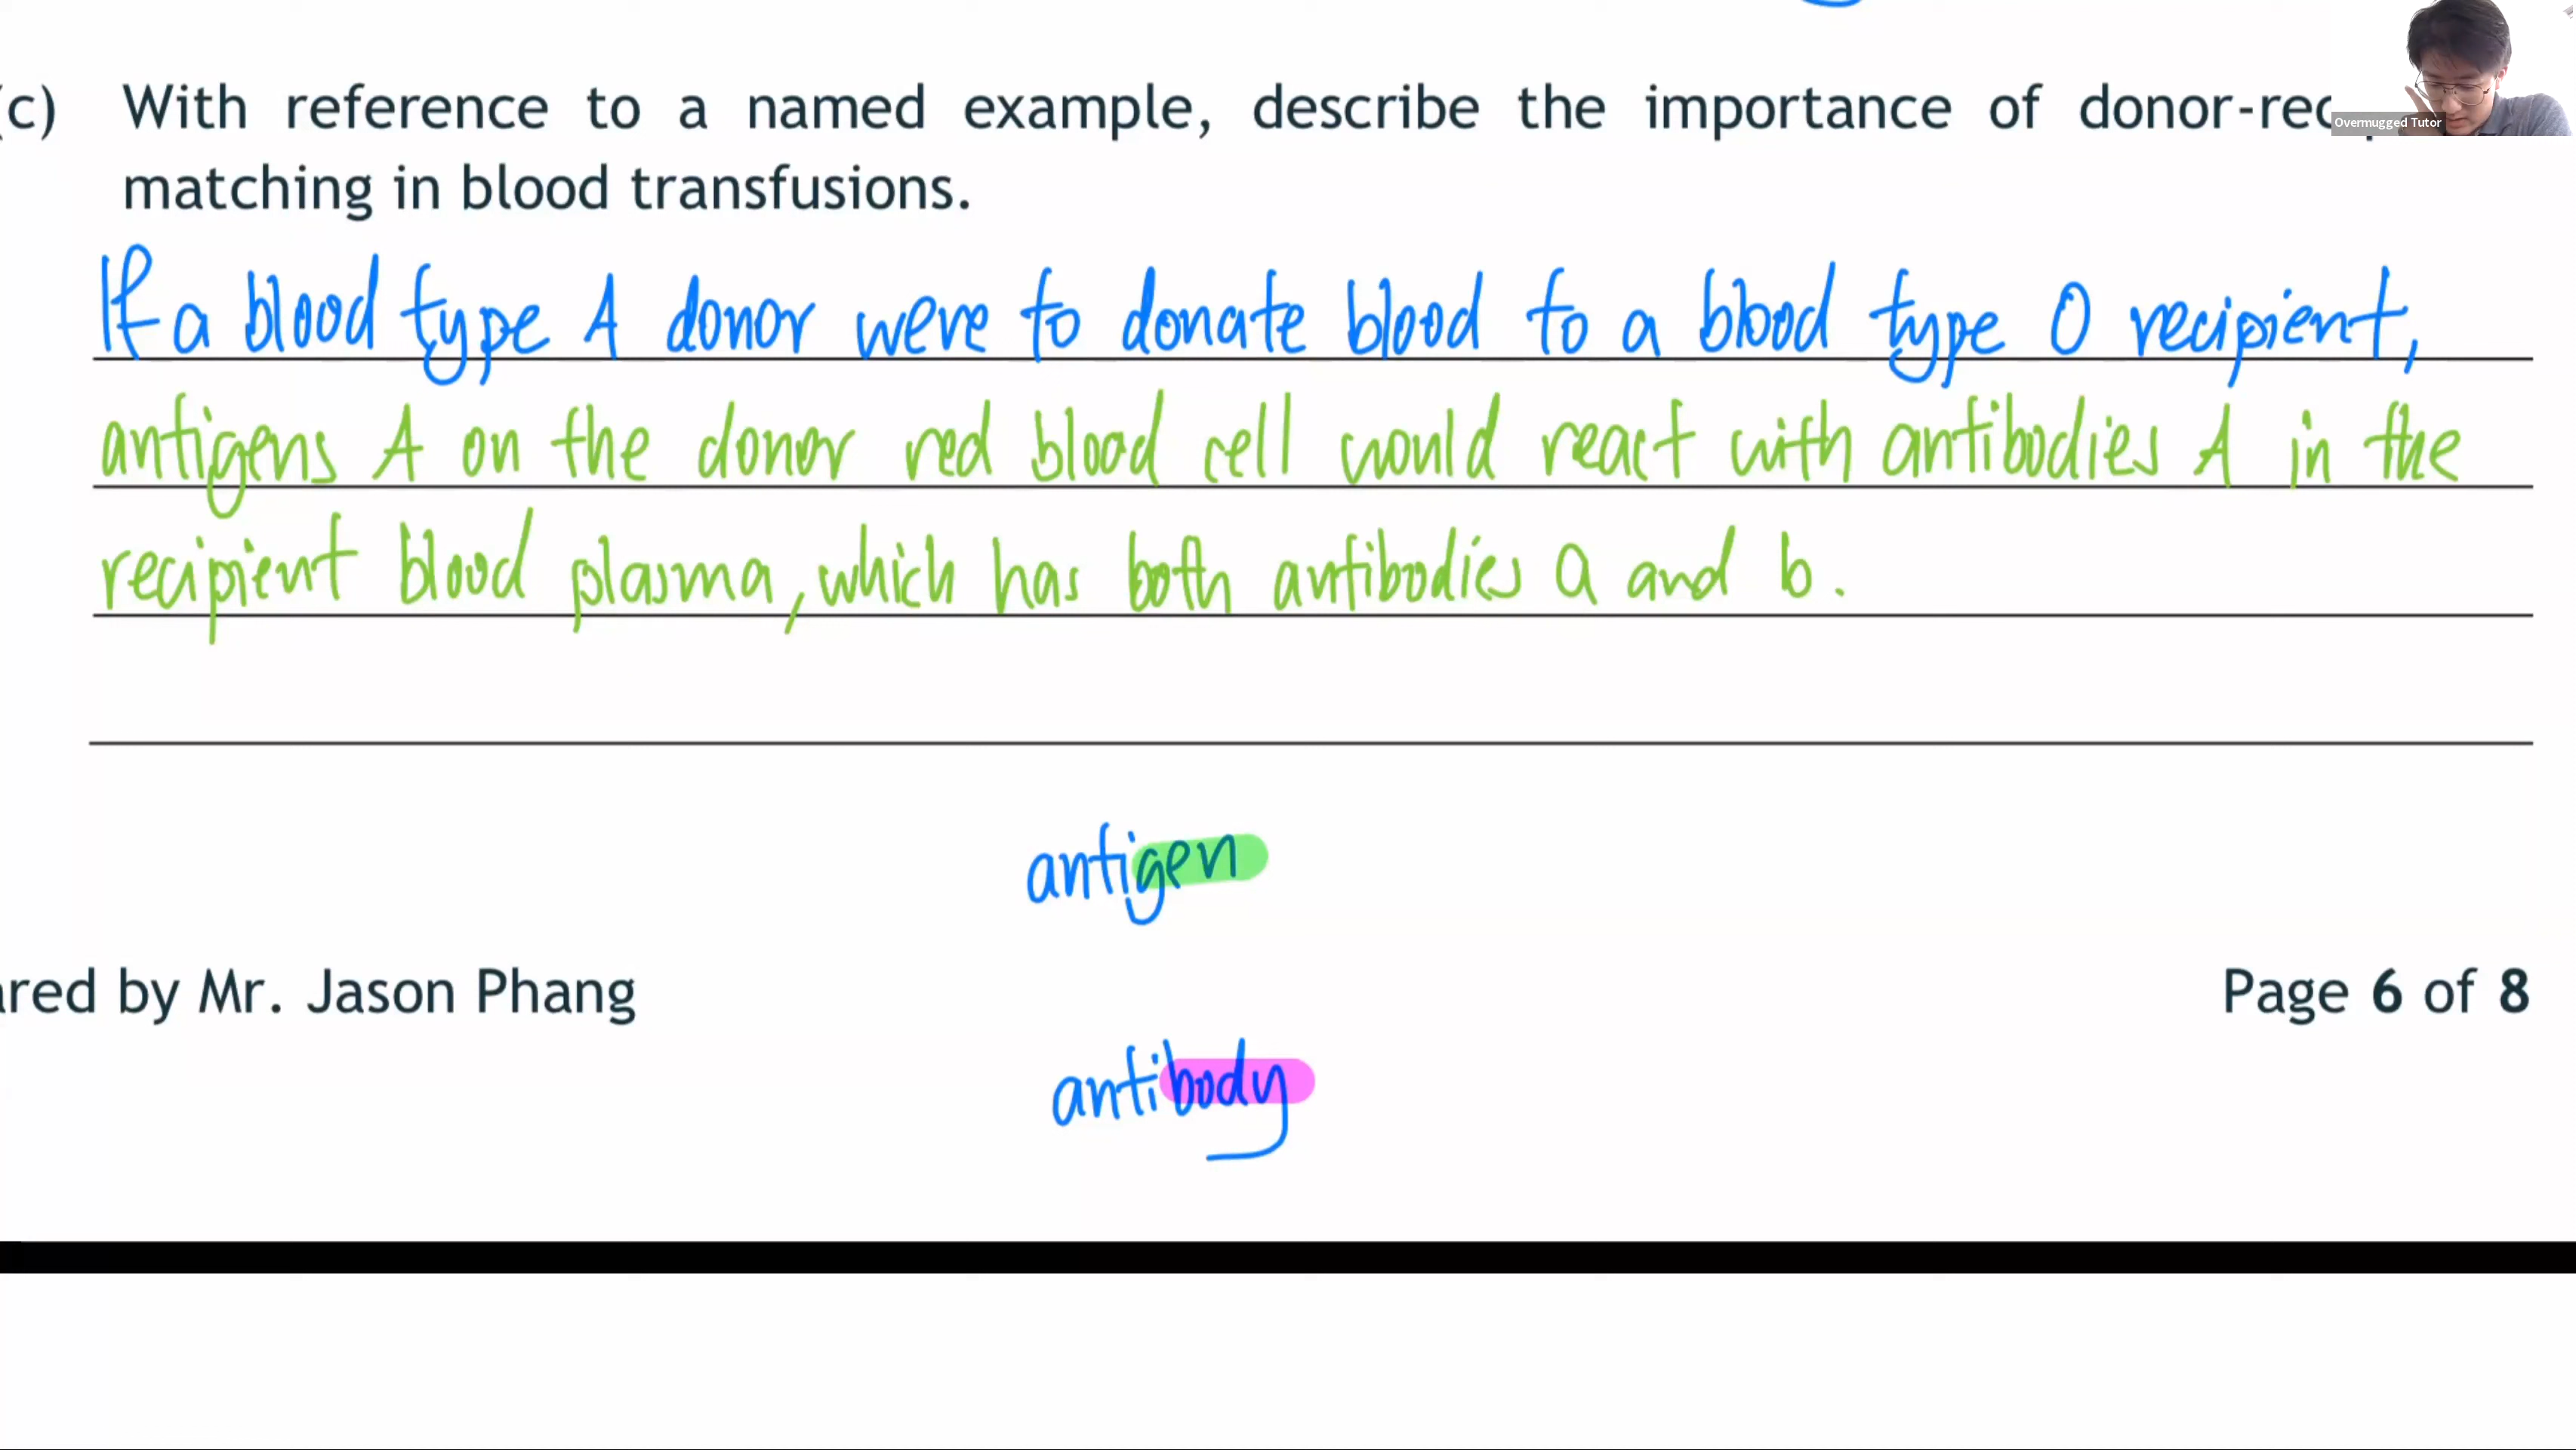 (c) With reference to a named example, describe the importance of donor-rec
Overmugged Tutor
matching in blood transfusions.
If a blood type A donor were to donate blood to a blood type O recipient,
antigens A on the donor red blood cell would react with antibodies A in the
recipient blood plasma, which has both antibodies a and b.
antigen
ared by Mr. Jason Phang
Page 6 of 8
antibody